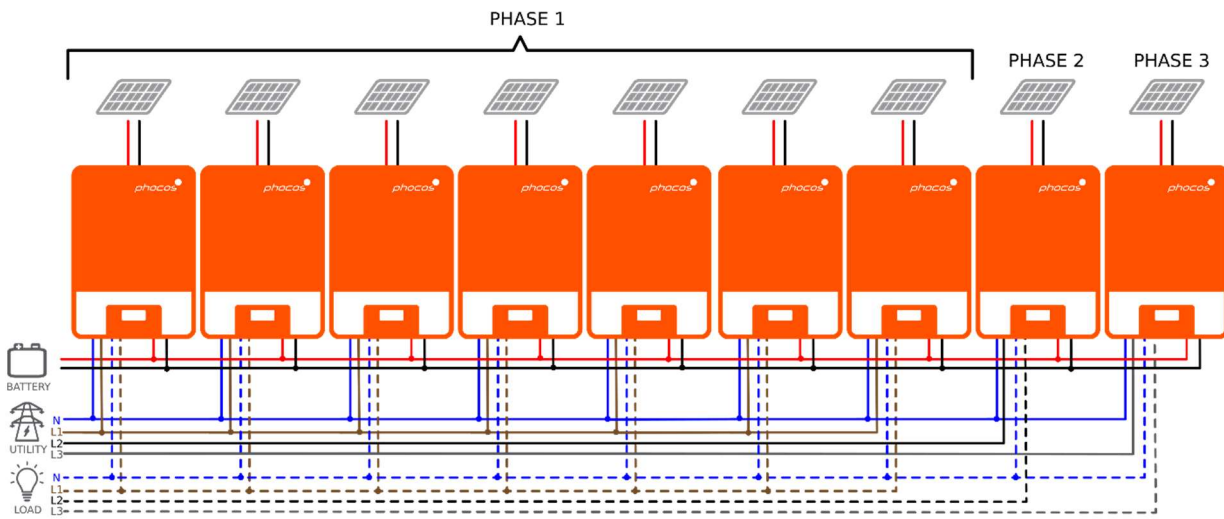 PHASE 1
PHASE 2
PHASE 3
phocos
phocos
phocos
phocos
phocos
phocos
phocos
phocos
phocos
BATTERY
N
L1
L2
L3
UTILITY
N
L1
L2
L3
LOAD